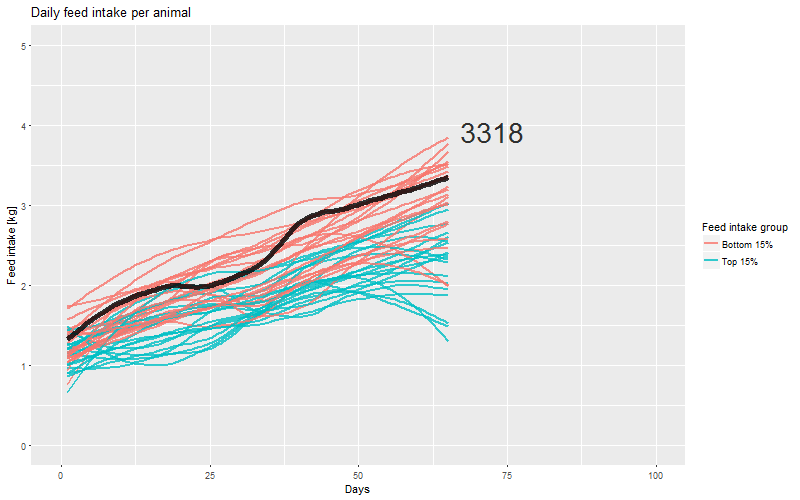 Daily feed intake per animal
5
4
3
2
1
0
Feed intake [kg]
3318
0 25 50 75 100
Days
Feed intake group
Bottom 15%
Top 15%